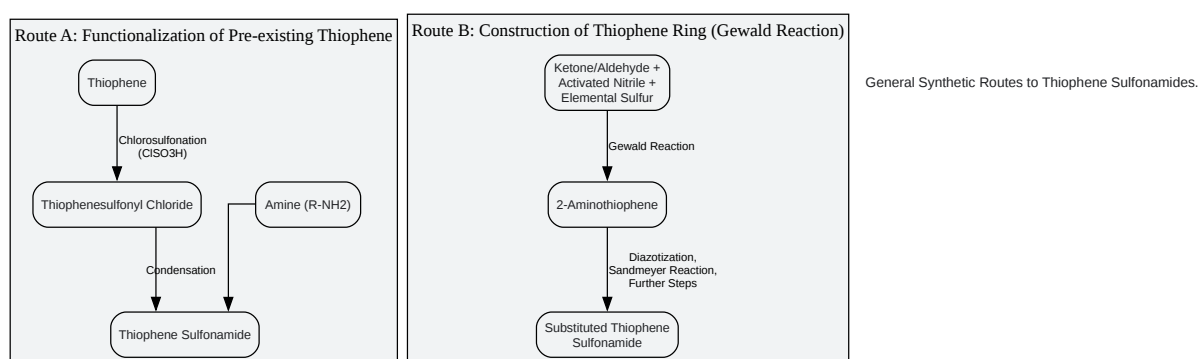 Route A: Functionalization of Pre-existing Thiophene
Thiophene
Chlorosulfonation
(ClSO3H)
Thiophenesulfonyl Chloride
Amine (R-NH2)
Condensation
Thiophene Sulfonamide
Route B: Construction of Thiophene Ring (Gewald Reaction)
Ketone/Aldehyde +
Activated Nitrile +
Elemental Sulfur
Gewald Reaction
2-Aminothiophene
Diazotization,
Sandmeyer Reaction,
Further Steps
Substituted Thiophene
Sulfonamide
General Synthetic Routes to Thiophene Sulfonamides.